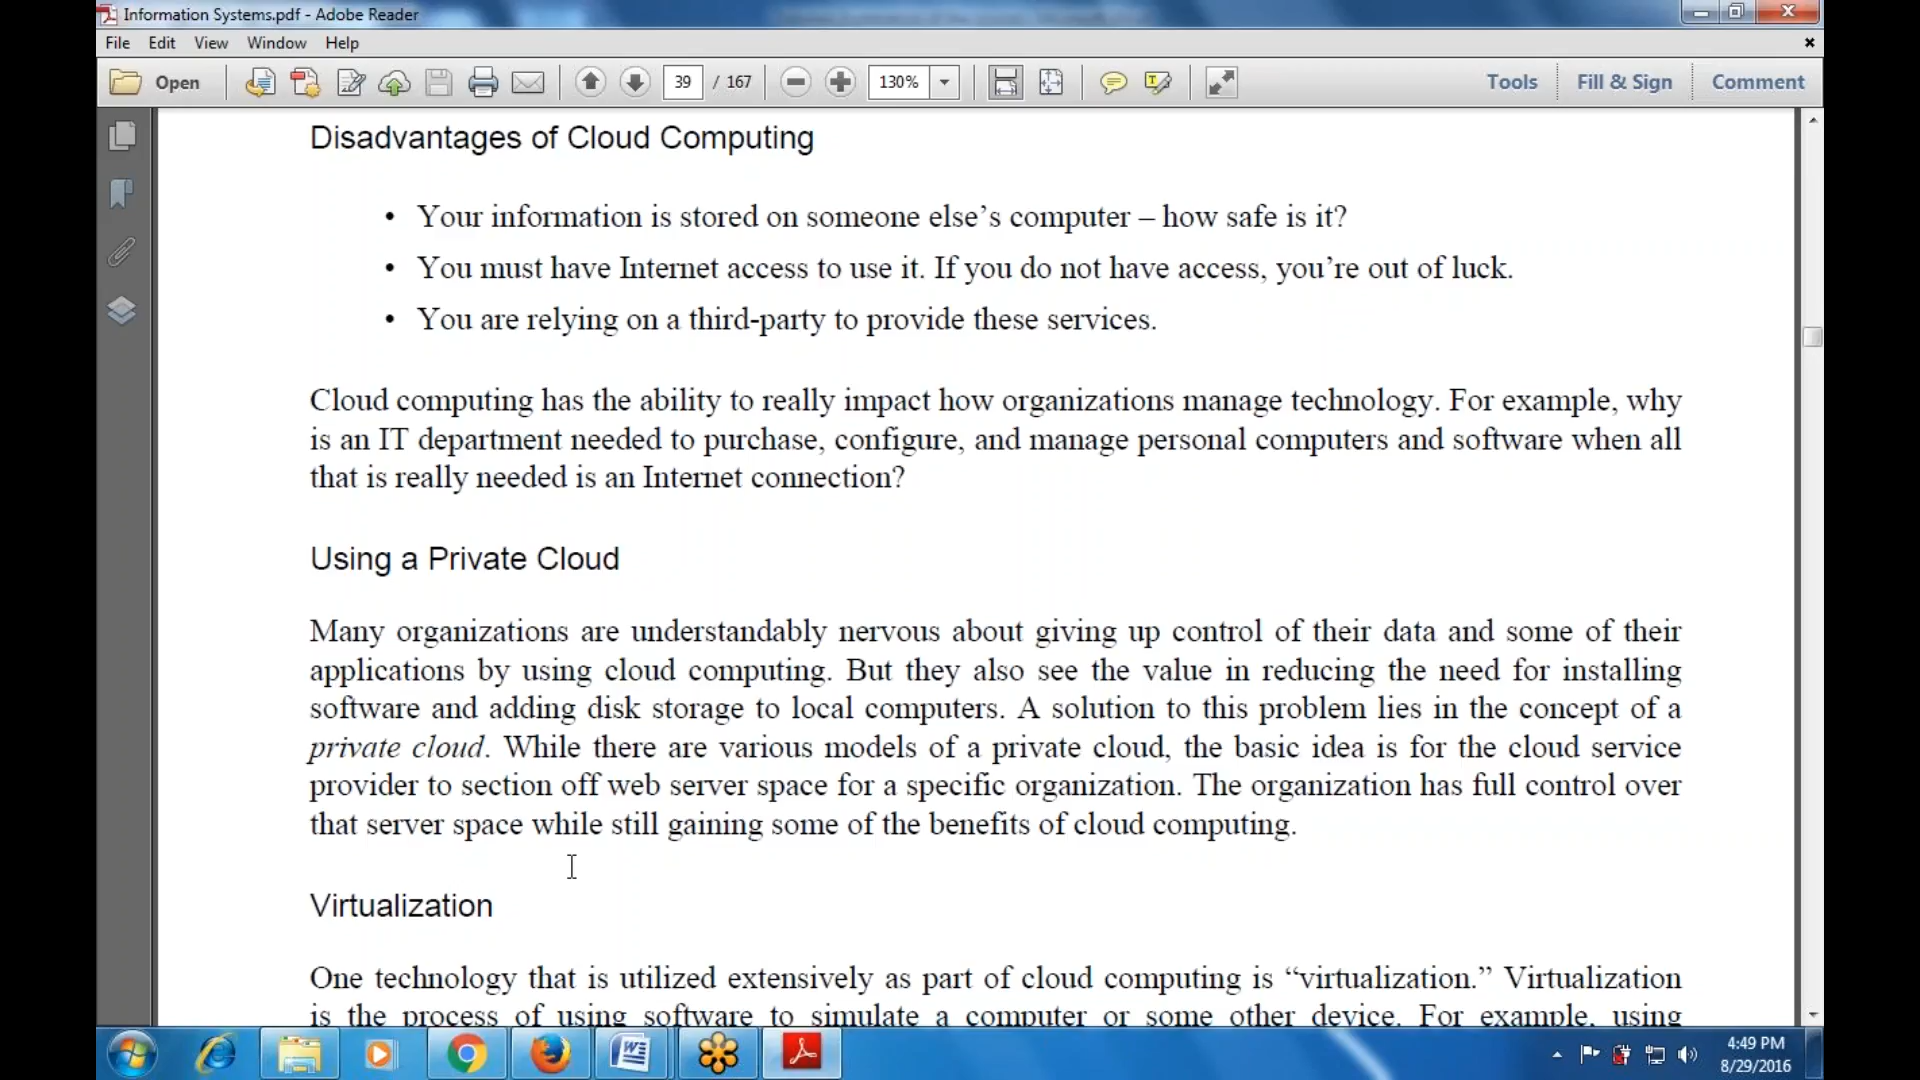 Information Systems.pdf - Adobe Reader
File Edit View Window Help
Open 39 / 167 130% Tools Fill & Sign Comment
Disadvantages of Cloud Computing
• Your information is stored on someone else’s computer – how safe is it?
• You must have Internet access to use it. If you do not have access, you’re out of luck.
• You are relying on a third-party to provide these services.
Cloud computing has the ability to really impact how organizations manage technology. For example, why
is an IT department needed to purchase, configure, and manage personal computers and software when all
that is really needed is an Internet connection?
Using a Private Cloud
Many organizations are understandably nervous about giving up control of their data and some of their
applications by using cloud computing. But they also see the value in reducing the need for installing
software and adding disk storage to local computers. A solution to this problem lies in the concept of a
private cloud. While there are various models of a private cloud, the basic idea is for the cloud service
provider to section off web server space for a specific organization. The organization has full control over
that server space while still gaining some of the benefits of cloud computing.
Virtualization
One technology that is utilized extensively as part of cloud computing is “virtualization.” Virtualization
is the process of using software to simulate a computer or some other device. For example, using
4:49 PM
8/29/2016